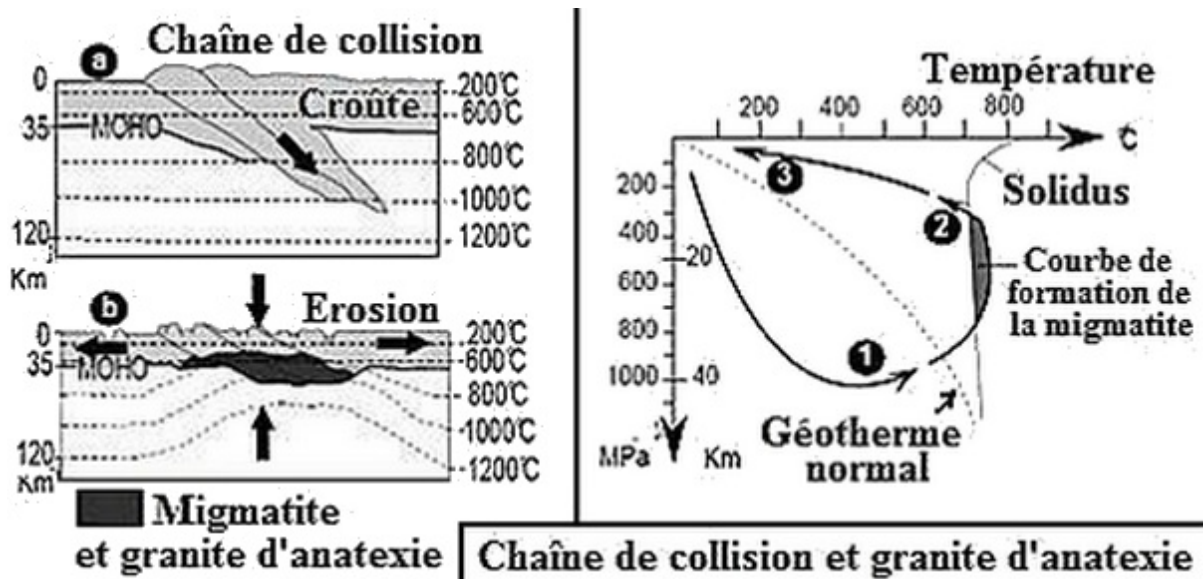 Chaîne de collision
a
0
200℃
600℃
Croute
35
MOHO
800℃
1000℃
120
1200℃
Km
b
Erosion
0
200℃
35
600℃
MOHO
800℃
1000℃
120
1200℃
Km
Migmatite
et granite d'anatexie
Température
200 400 600 800
℃
3
Solidus
200
2
400
20
Courbe de
formation de
la migmatite
600
800
1
1000
40
Géotherme
normal
MPa
Km
Chaîne de collision et granite d'anatexie